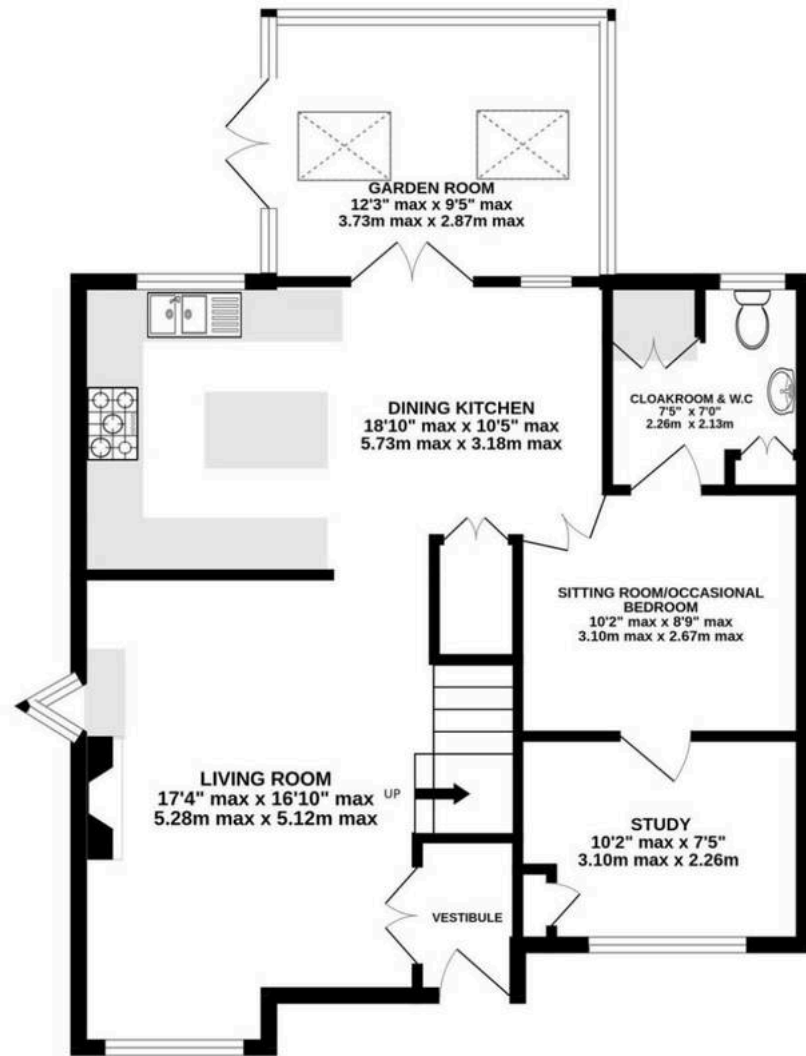 GARDEN ROOM
12'3" max x 9'5" max
3.73m max x 2.87m max
DINING KITCHEN
18'10" max x 10'5" max
5.73m max x 3.18m max
CLOAKROOM & W.C
7'5" x 7'0"
2.26m x 2.13m
SITTING ROOM/OCCASIONAL
BEDROOM
10'2" max x 8'9" max
3.10m max x 2.67m max
LIVING ROOM
17'4" max x 16'10" max
5.28m max x 5.12m max
UP
STUDY
10'2" max x 7'5"
3.10m max x 2.26m
VESTIBULE